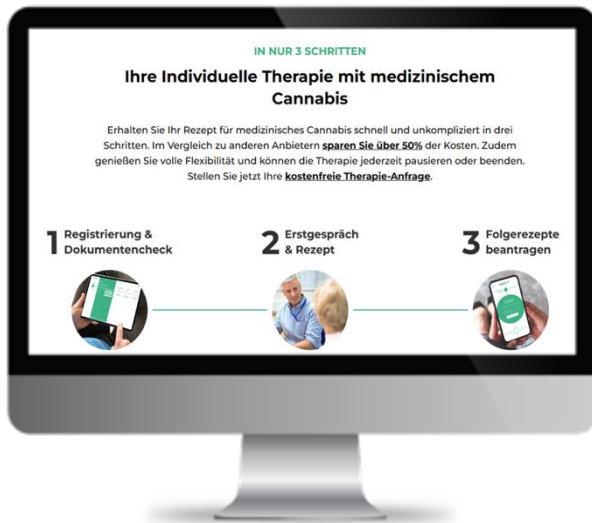 IN NUR 3 SCHRITTEN
Ihre Individuelle Therapie mit medizinischem
Cannabis
Erhalten Sie Ihr Rezept für medizinisches Cannabis schnell und unkompliziert in drei
Schritten. Im Vergleich zu anderen Anbietern sparen Sie über 50% der Kosten. Zudem
genießen Sie volle Flexibilität und können die Therapie jederzeit pausieren oder beenden.
Stellen Sie jetzt Ihre kostenfreie Therapie-Anfrage.
1 Registrierung &
Dokumentencheck
2 Erstgespräch
& Rezept
3 Folgerezepte
beantragen